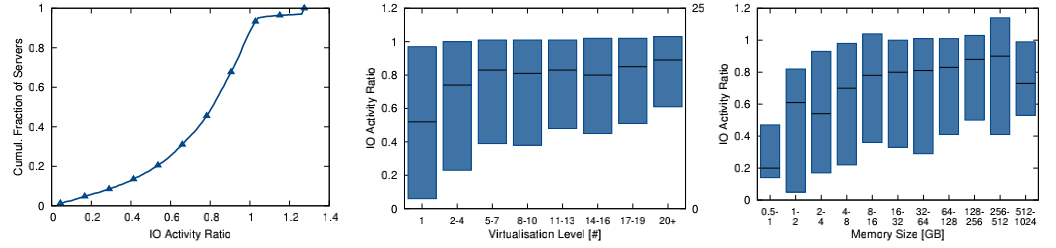 1
0.8
0.6
0.4
0.2
0
Cumul. Fraction of Servers
0 0.2 0.4 0.6 0.8 1 1.2 1.4
IO Activity Ratio
1.2
1
0.8
0.6
0.4
0.2
0
IO Activity Ratio
25
0
1 2-4 5-7 8-10 11-13 14-16 17-19 20+
Virtualisation Level [#]
1.2
1
0.8
0.6
0.4
0.2
0
IO Activity Ratio
0.5- 1- 2- 4- 8- 16- 32- 64- 128- 256- 512-
1 2 4 8 16 32 64 128 256 512 1024
Memory Size [GB]